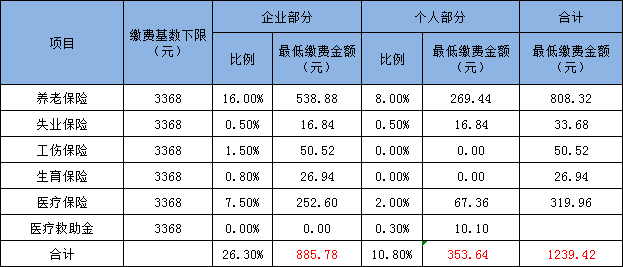 项目 缴费基数下限（元） 企业部分 个人部分 合计
比例 最低缴费金额（元） 比例 最低缴费金额（元） 最低缴费金额（元）
养老保险 3368 16.00% 538.88 8.00% 269.44 808.32
失业保险 3368 0.50% 16.84 0.50% 16.84 33.68
工伤保险 3368 1.50% 50.52 0.00% 0.00 50.52
生育保险 3368 0.80% 26.94 0.00% 0.00 26.94
医疗保险 3368 7.50% 252.60 2.00% 67.36 319.96
医疗救助金 3368 0.00% 0.00 0.30% 10.10
合计 26.30% 885.78 10.80% 353.64 1239.42